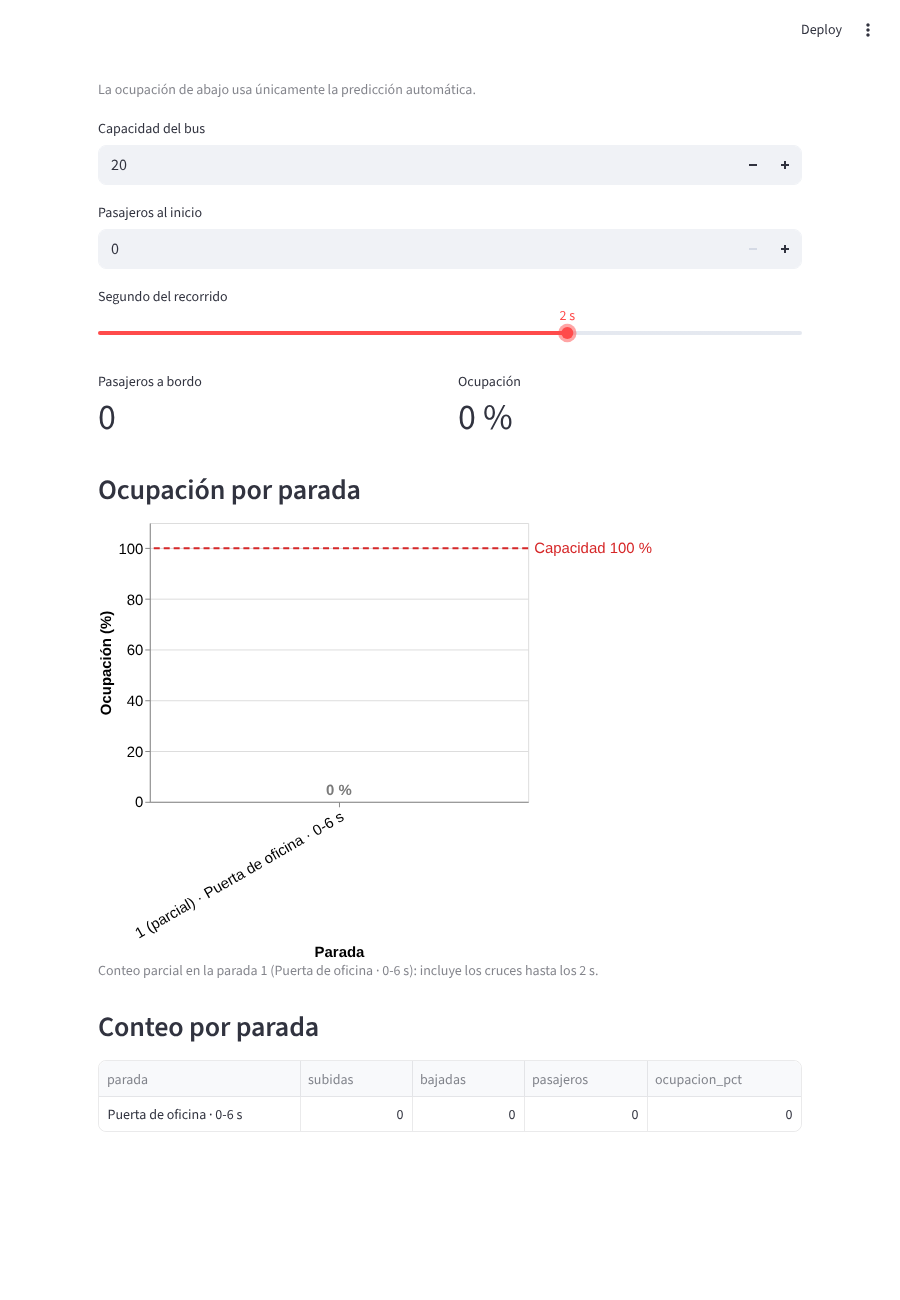 Deploy
La ocupación de abajo usa únicamente la predicción automática.
Capacidad del bus
20
Pasajeros al inicio
0
Segundo del recorrido
2 s
Pasajeros a bordo
Ocupación
0
0 %
Ocupación por parada
100
Capacidad 100 %
80
60
40
20
0
Ocupación (%)
0 %
1 (parcial) · Puerta de oficina · 0-6 s
Parada
Conteo parcial en la parada 1 (Puerta de oficina · 0-6 s): incluye los cruces hasta los 2 s.
Conteo por parada
parada subidas bajadas pasajeros ocupacion_pct
Puerta de oficina · 0-6 s 0 0 0 0